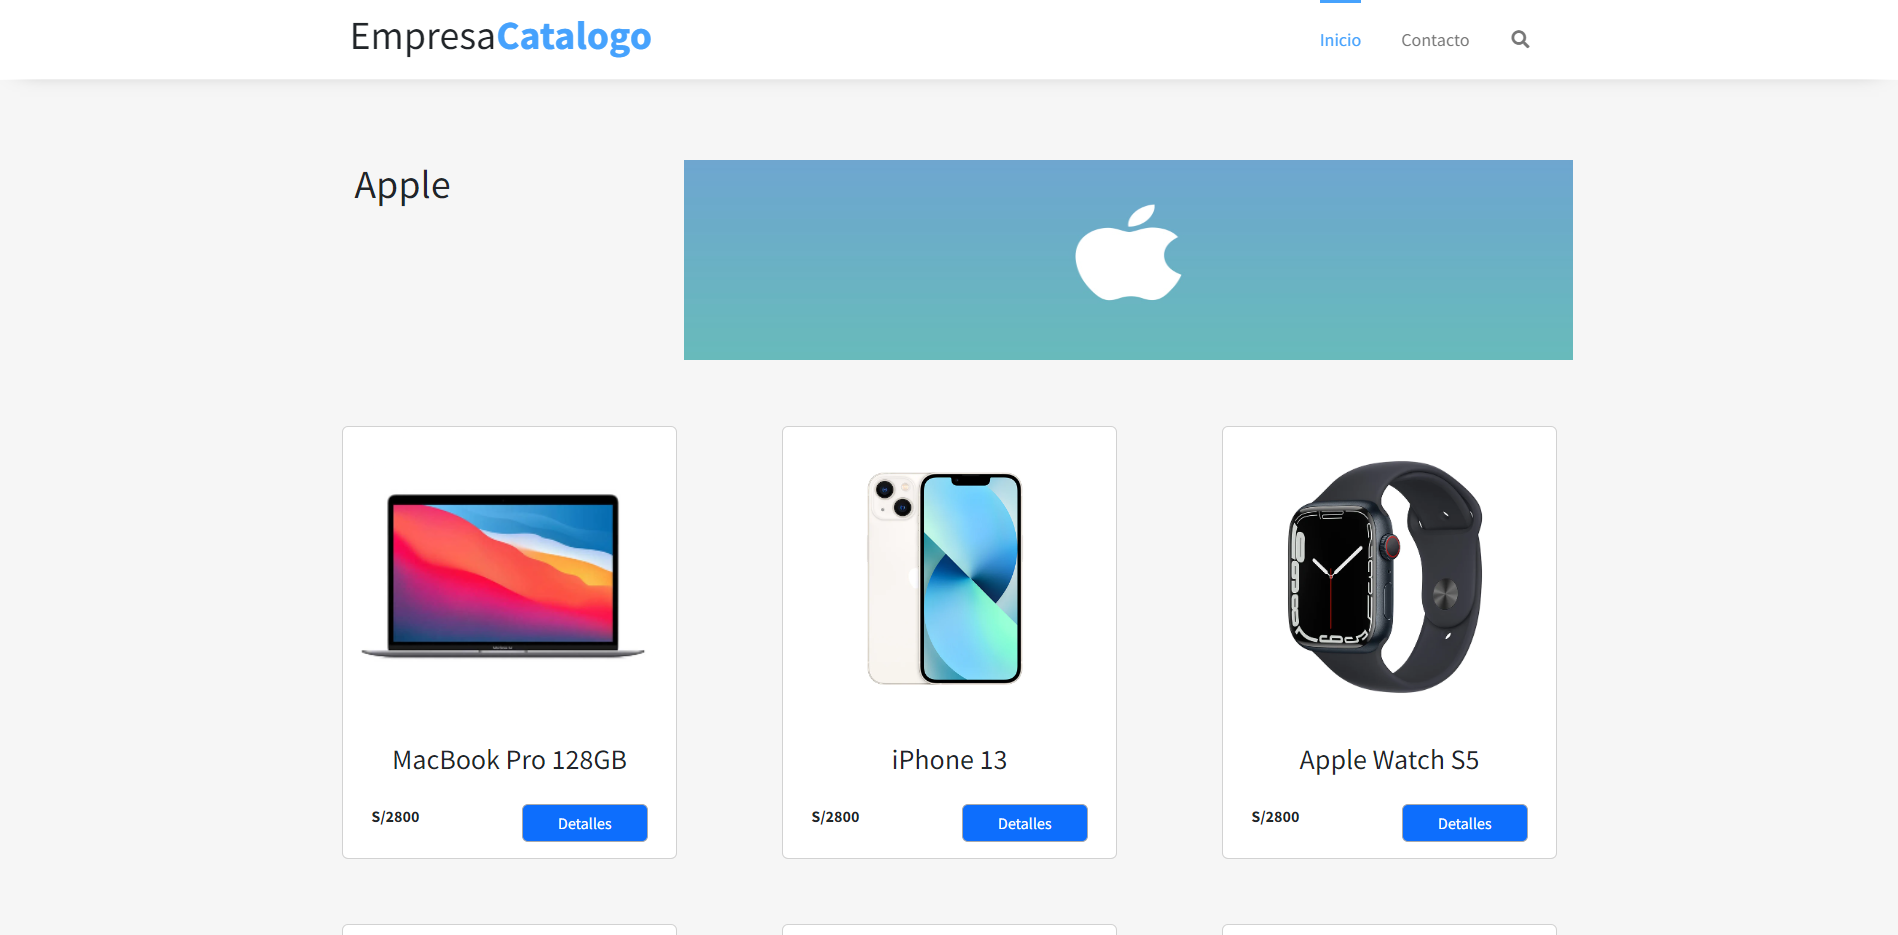 EmpresaCatalogo
Inicio
Contacto
Apple
MacBook Pro 128GB
S/2800
Detalles
iPhone 13
S/2800
Detalles
Apple Watch S5
S/2800
Detalles